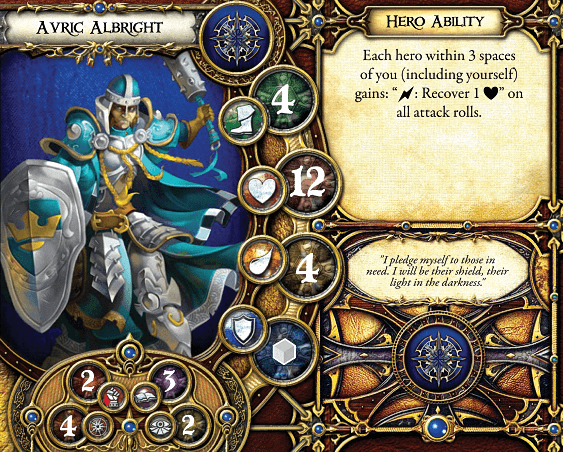 Avric Albright
4
12
4
2
3
4
2
Hero Ability
Each hero within 3 spaces
of you (including yourself)
gains: “ : Recover 1 ” on
all attack rolls.
"I pledge myself to those in
need. I will be their shield, their
light in the darkness."